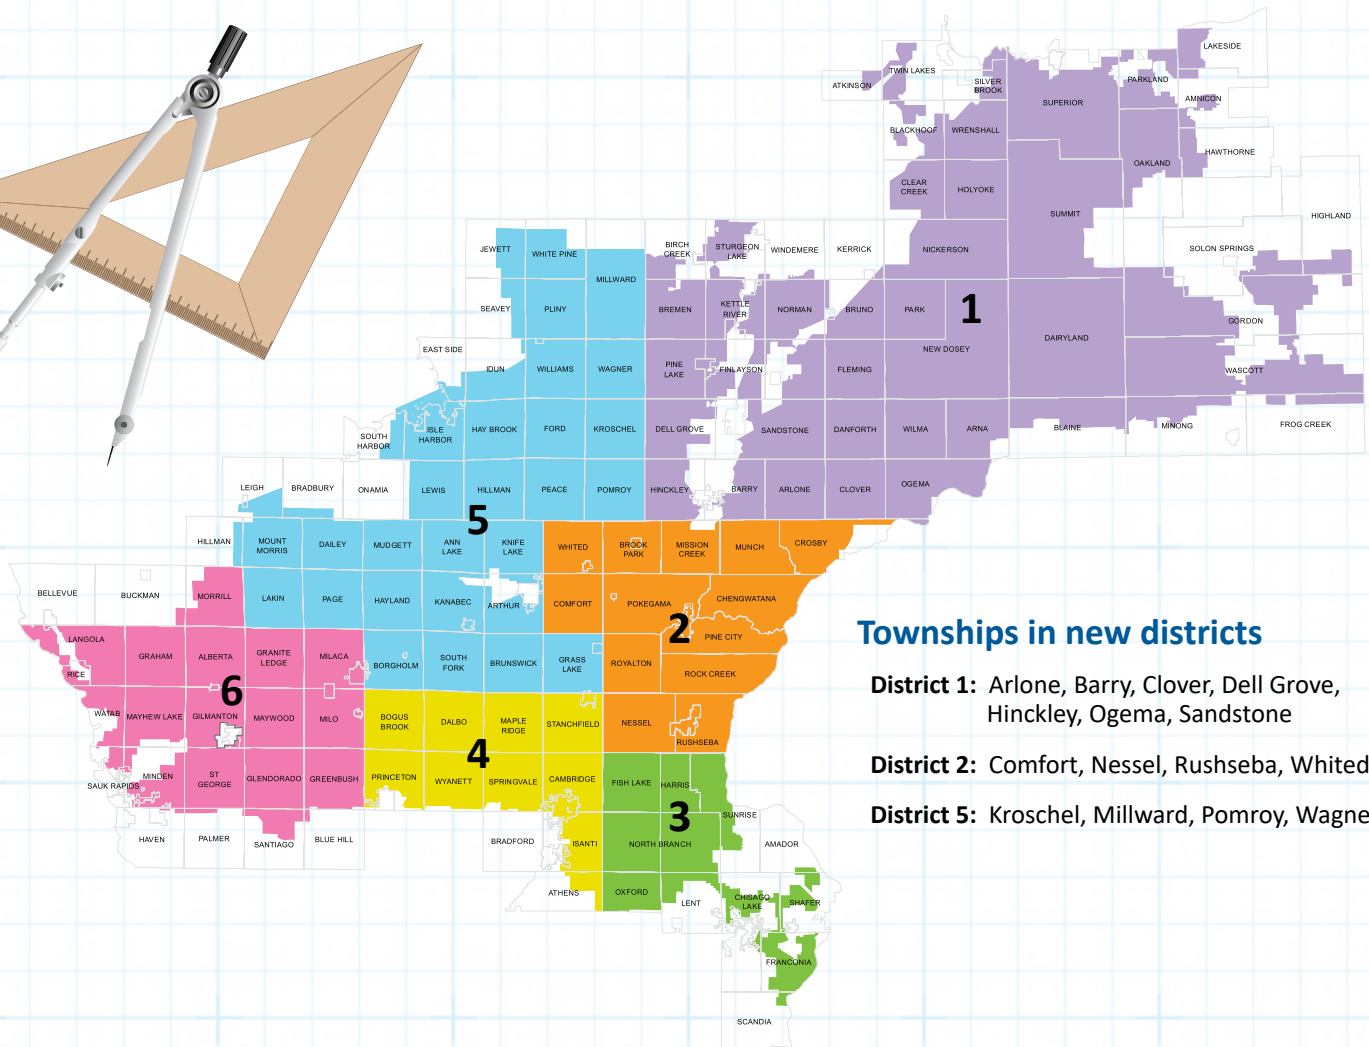 LAKESIDE
TWIN LAKES
ATKINSON
SILVER
BROOK
PARKLAND
SUPERIOR
AMNICON
BLACKHOOF
WRENSHALL
HAWTHORNE
OAKLAND
CLEAR
CREEK
HOLYOKE
SUMMIT
HIGHLAND
JEWETT
WHITE PINE
BIRCH
CREEK
STURGEON
LAKE
WINDEMERE
KERRICK
NICKERSON
SOLON SPRINGS
MILLWARD
SEAVEY
PLINY
BREMEN
KETTLE
RIVER
NORMAN
BRUNO
PARK
1
GORDON
DAIRYLAND
EAST SIDE
NEW DOSEY
IDUN
WILLIAMS
WAGNER
PINE
LAKE
FINLAYSON
FLEMING
WASCOTT
SOUTH
HARBOR
ISLE
HARBOR
HAY BROOK
FORD
KROSCHEL
DELL GROVE
SANDSTONE
DANFORTH
WILMA
ARNA
BLAINE
MINONG
FROG CREEK
LEIGH
BRADBURY
ONAMIA
LEWIS
HILLMAN
PEACE
POMROY
HINCKLEY
BARRY
ARLONE
CLOVER
OGEMA
5
HILLMAN
MOUNT
MORRIS
DAILEY
MUDGETT
ANN
LAKE
KNIFE
LAKE
WHITED
BROOK
PARK
MISSION
CREEK
MUNCH
CROSBY
BELLEVUE
BUCKMAN
MORRILL
LAKIN
PAGE
HAYLAND
KANABEC
ARTHUR
COMFORT
POKEGAMA
CHENGWATANA
2
PINE CITY
LANGOLA
RICE
GRAHAM
ALBERTA
GRANITE
LEDGE
MILACA
BORGHOLM
SOUTH
FORK
BRUNSWICK
GRASS
LAKE
ROYALTON
ROCK CREEK
6
WATAB
MAYHEW LAKE
GILMANTON
MAYWOOD
MILO
BOGUS
BROOK
DALBO
MAPLE
RIDGE
STANCHFIELD
NESSEL
RUSHSEBA
4
SAUK RAPIDS
MINDEN
ST
GEORGE
GLENDORADO
GREENBUSH
PRINCETON
WYANETT
SPRINGVALE
CAMBRIDGE
FISH LAKE
HARRIS
3
SUNRISE
HAVEN
PALMER
SANTIAGO
BLUE HILL
BRADFORD
ISANTI
NORTH BRANCH
AMADOR
ATHENS
OXFORD
LENT
CHISAGO
LAKE
SHAFER
FRANCONIA
SCANDIA
Townships in new districts
District 1: Arlone, Barry, Clover, Dell Grove,
Hinckley, Ogema, Sandstone
District 2: Comfort, Nessel, Rushseba, Whited
District 5: Kroschel, Millward, Pomroy, Wagne